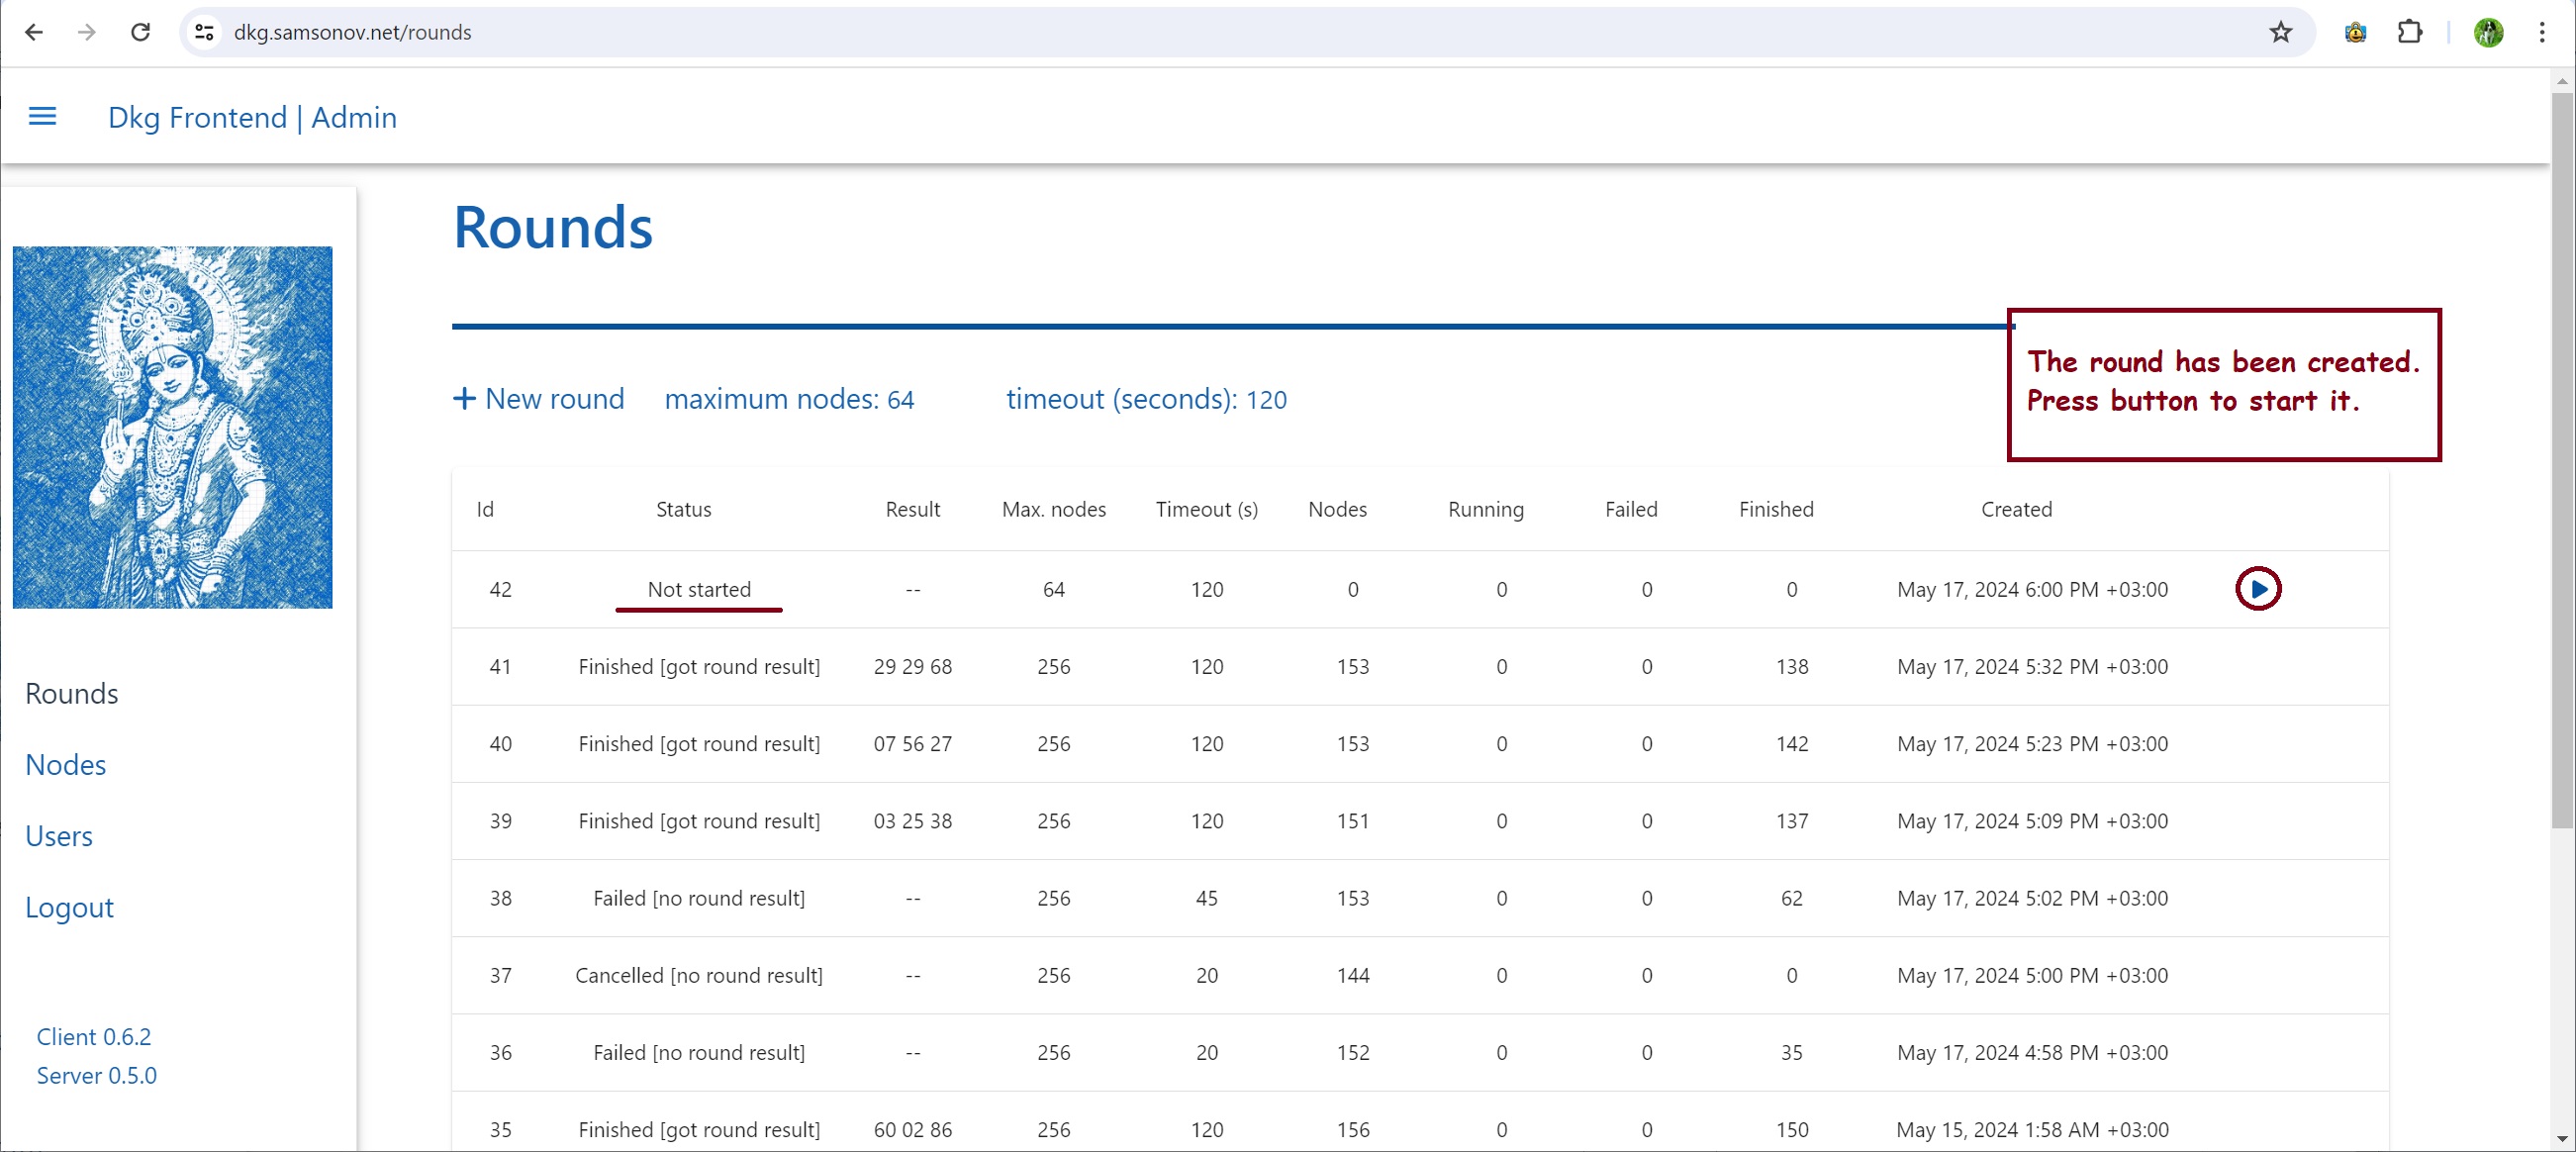 dkg.samsonov.net/rounds
Dkg Frontend | Admin
Rounds
Nodes
Users
Logout
Client 0.6.2
Server 0.5.0
Rounds
The round has been created.
Press button to start it.
+ New round maximum nodes: 64 timeout (seconds): 120
Id Status Result Max. nodes Timeout (s) Nodes Running Failed Finished Created
42 Not started -- 64 120 0 0 0 0 May 17, 2024 6:00 PM +03:00
41 Finished [got round result] 29 29 68 256 120 153 0 0 138 May 17, 2024 5:32 PM +03:00
40 Finished [got round result] 07 56 27 256 120 153 0 0 142 May 17, 2024 5:23 PM +03:00
39 Finished [got round result] 03 25 38 256 120 151 0 0 137 May 17, 2024 5:09 PM +03:00
38 Failed [no round result] -- 256 45 153 0 0 62 May 17, 2024 5:02 PM +03:00
37 Cancelled [no round result] -- 256 20 144 0 0 0 May 17, 2024 5:00 PM +03:00
36 Failed [no round result] -- 256 20 152 0 0 35 May 17, 2024 4:58 PM +03:00
35 Finished [got round result] 60 02 86 256 120 156 0 0 150 May 15, 2024 1:58 AM +03:00